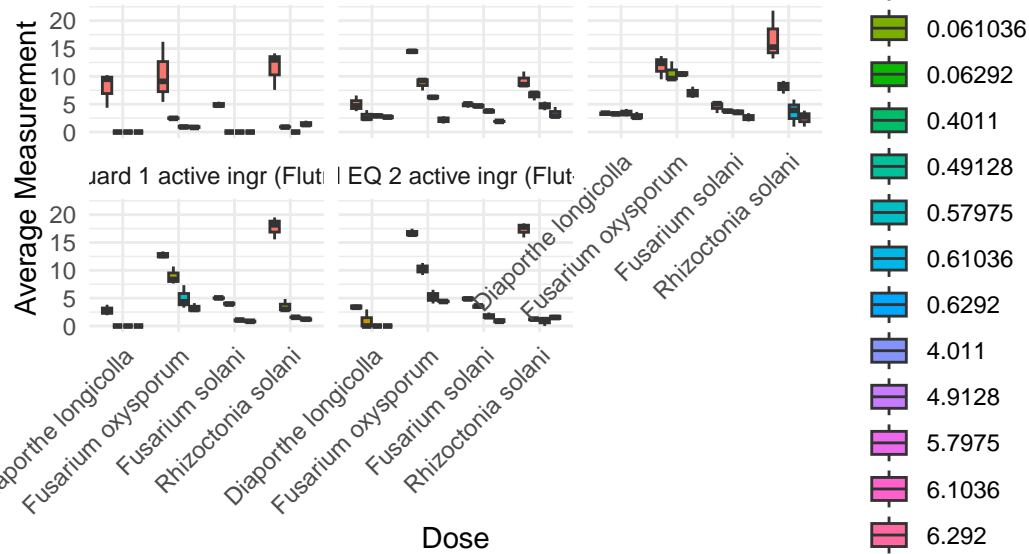 Average Measurement
20
15
10
5
0
uard 1 active ingr (Flutr
l EQ 2 active ingr (Flut-
20
15
10
5
0
Diaporthe longicolla
Fusarium oxysporum
Fusarium solani
Rhizoctonia solani
aporthe longicolla
Fusarium oxysporum
Fusarium solani
Rhizoctonia solani
Diaporthe longicolla
Fusarium oxysporum
Fusarium solani
Rhizoctonia solani
Dose
0.061036
0.06292
0.4011
0.49128
0.57975
0.61036
0.6292
4.011
4.9128
5.7975
6.1036
6.292